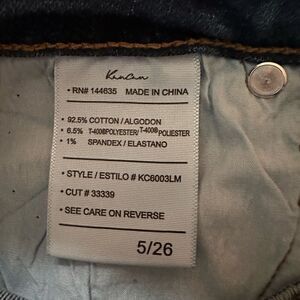 KanCan
• RN# 144635 MADE IN CHINA
• 92.5% COTTON / ALGODON
• 6.5% T-400®POLYESTER/ T-400® POLIESTER
• 1% SPANDEX / ELASTANO
• STYLE / ESTILO # KC6003LM
• CUT # 33339
• SEE CARE ON REVERSE
5/26